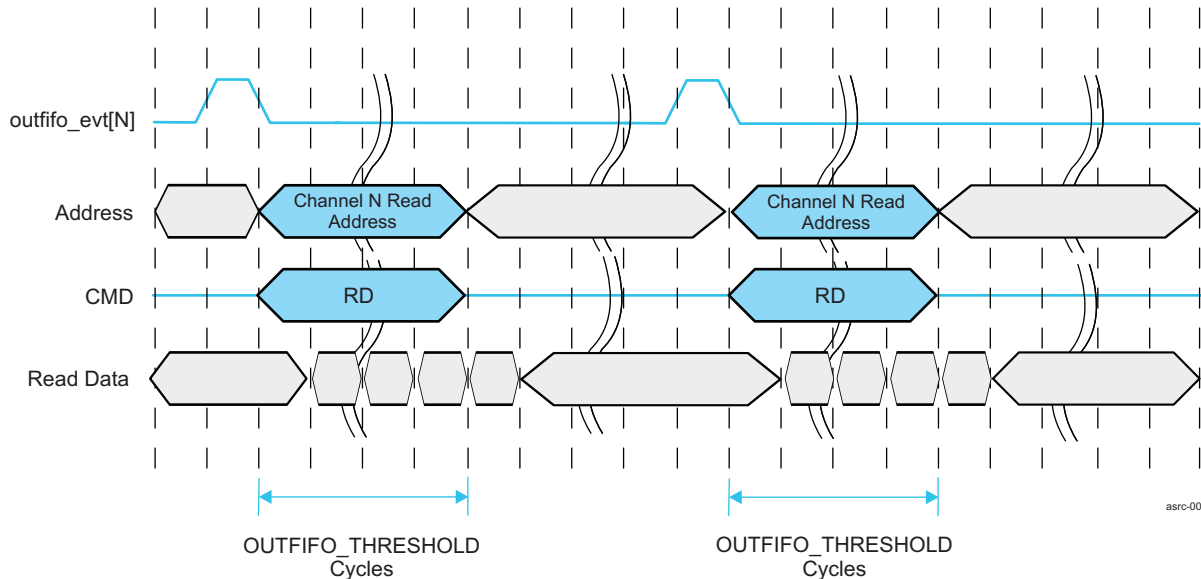 outfifo_evt[N]
Address
Channel N Read
Address
Channel N Read
Address
CMD
RD
RD
Read Data
asrc-00
OUTFIFO_THRESHOLD
Cycles
OUTFIFO_THRESHOLD
Cycles